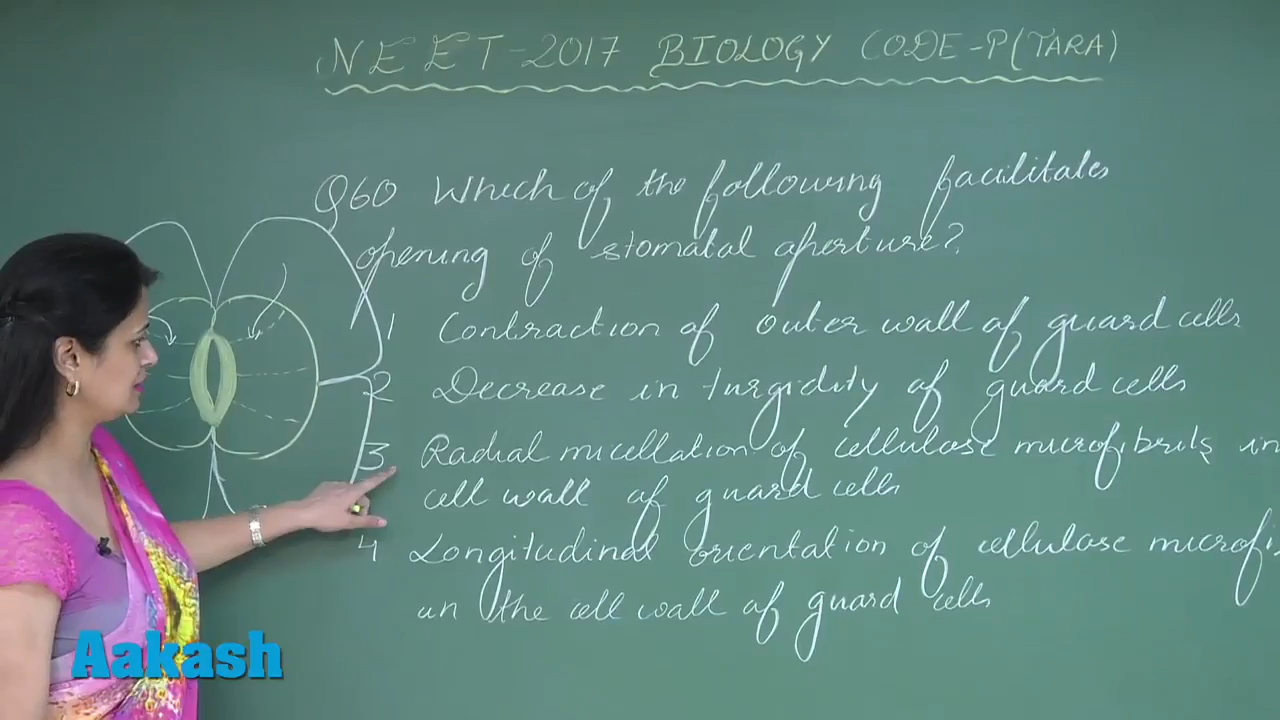 NEET-2017 BIOLOGY CODE-P(TARA)
Q60 Which of the following facilitates
opening of stomatal aperture?
1 Contraction of outer wall of guard cells
2 Decrease in turgidity of guard cells
3 Radial micellation of cellulose microfibrils in
cell wall of guard cells
4 Longitudinal orientation of cellulose
in the cell wall of guard cells
Aakash